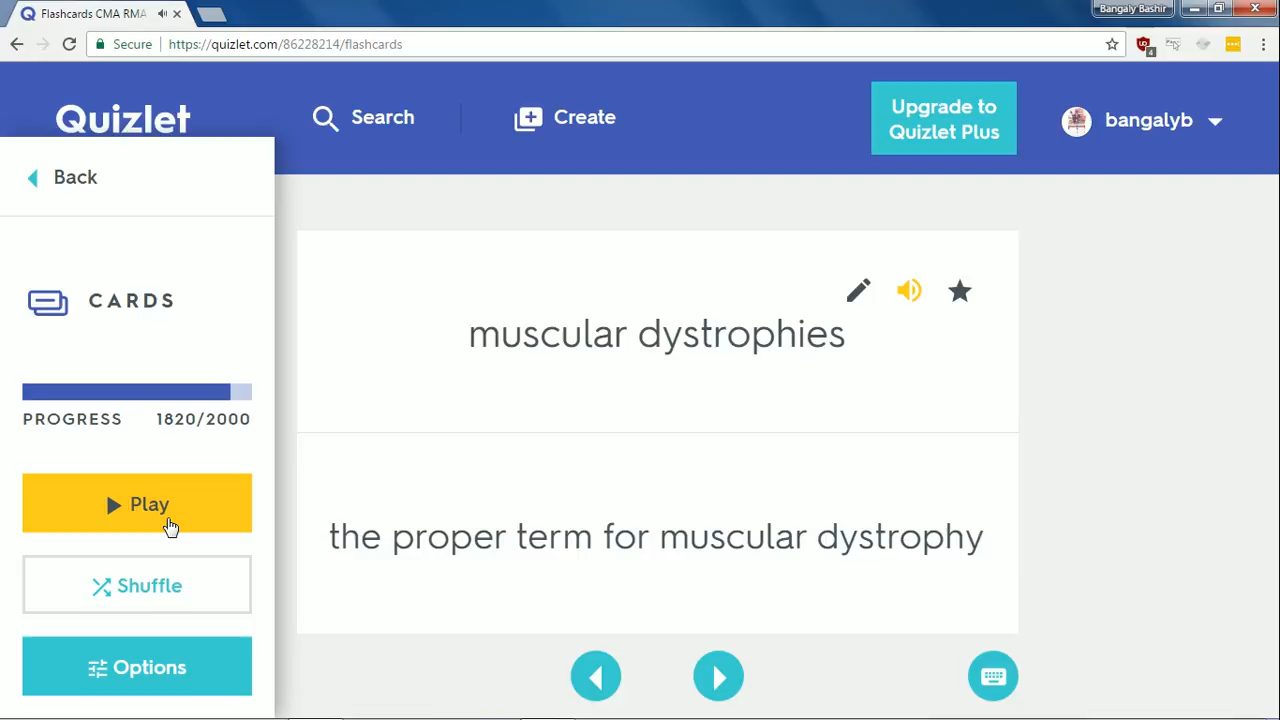 Flashcards CMA RMA
Bangaly Bashir
Secure
https://quizlet.com/86228214/flashcards
4
Quizlet
Search
Create
Upgrade to
Quizlet Plus
bangalyb
Back
CARDS
PROGRESS 1820/2000
Play
Shuffle
Options
muscular dystrophies
the proper term for muscular dystrophy